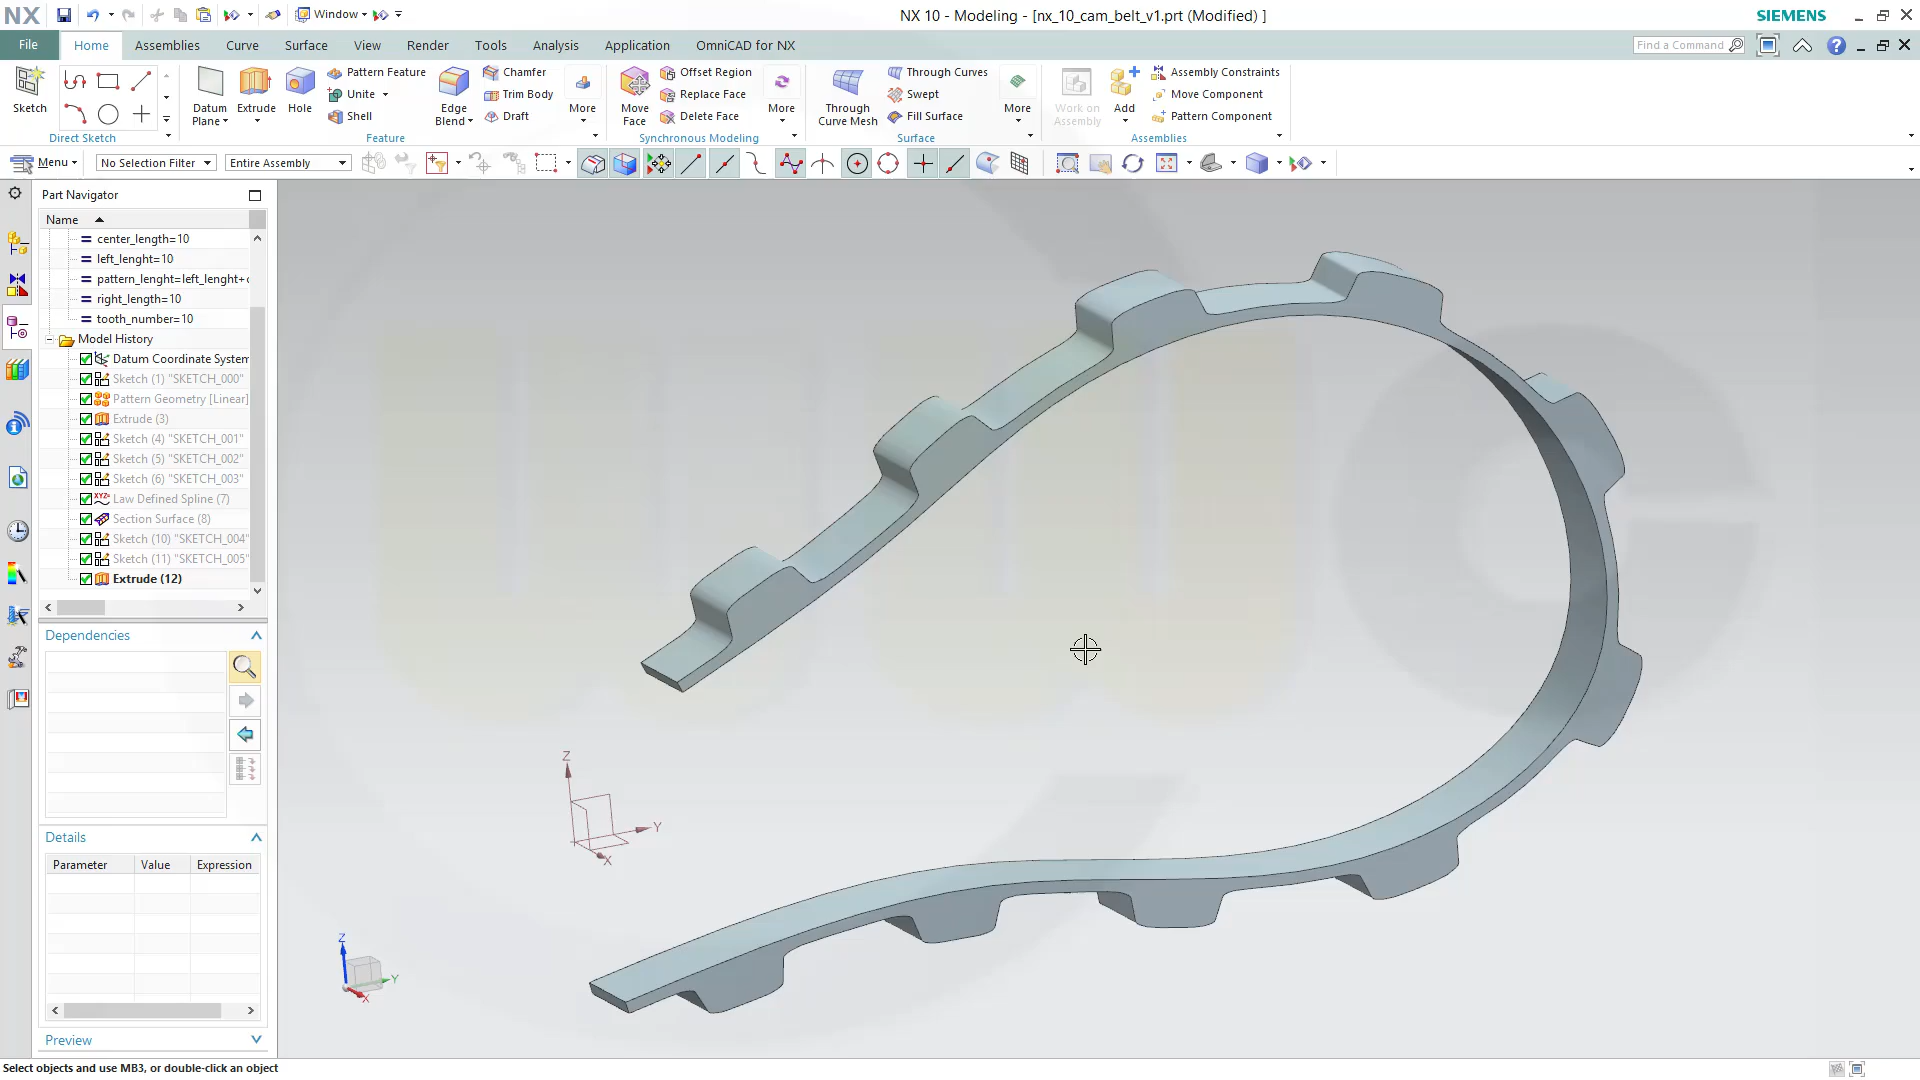 NX
Window
NX 10 - Modeling - [nx_10_cam_belt_v1.prt (Modified) ]
SIEMENS
File
Home
Assemblies
Curve
Surface
View
Render
Tools
Analysis
Application
OmniCAD for NX
Find a Command
Sketch
Direct Sketch
Datum
Plane
Extrude
Hole
Pattern Feature
Unite
Shell
Edge
Blend
Chamfer
Trim Body
Draft
More
Feature
Move
Face
Offset Region
Replace Face
Delete Face
More
Synchronous Modeling
Through
Curve Mesh
Through Curves
Swept
Fill Surface
More
Surface
Work on
Assembly
Add
Assembly Constraints
Move Component
Pattern Component
Assemblies
Menu
No Selection Filter
Entire Assembly
Part Navigator
Name
center_length=10
left_lenght=10
pattern_lenght=left_lenght+
right_length=10
tooth_number=10
Model History
Datum Coordinate System
Sketch (1) "SKETCH_000"
Pattern Geometry [Linear]
Extrude (3)
Sketch (4) "SKETCH_001"
Sketch (5) "SKETCH_002"
Sketch (6) "SKETCH_003"
Law Defined Spline (7)
Section Surface (8)
Sketch (10) "SKETCH_004"
Sketch (11) "SKETCH_005"
Extrude (12)
Dependencies
Details
Parameter Value Expression
Preview
Z
Y
X
Z
Y
X
Select objects and use MB3, or double-click an object